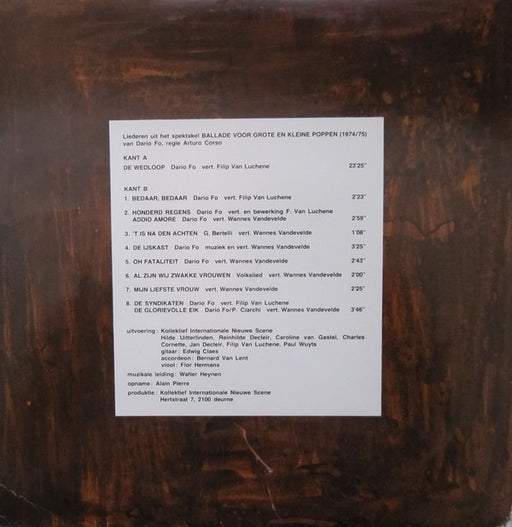 Liederen uit het spektakel BALLADE VOOR GROTE EN KLEINE POPPEN (1974/75)
van Dario Fo, regie Arturo Corso
KANT A
DE WEDLOOP Dario Fo vert. Filip Van Luchene 23'25"
KANT B
1. BEDAAR, BEDAAR Dario Fo vert. Filip Van Luchene 2'23"
2. HONDERD REGENS Dario Fo vert. en bewerking F. Van Luchene
ADDIO AMORE Dario Fo vert. Wannes Vandevelde 2'59"
3. 'T IS NA DEN ACHTEN G. Bertelli vert. Wannes Vandevelde 1'08"
4. DE IJSKAST Dario Fo muziek en vert. Wannes Vandevelde 3'25"
5. OH FATALITEIT Dario Fo vert. Wannes Vandevelde 2'43"
6. AL ZIJN WIJ ZWAKKE VROUWEN Volkslied vert. Wannes Vandevelde 2'00"
7. MIJN LIEFSTE VROUW vert. Wannes Vandevelde 2'25"
8. DE SYNDIKATEN Dario Fo vert. Filip Van Luchene
DE GLORIEVOLLE EIK Dario Fo/P. Ciarchi vert. Wannes Vandevelde 3'46"
uitvoering: Kollektief Internationale Nieuwe Scene
Hilde Uitterlinden, Reinhilde Decleir, Caroline van Gastel, Charles
Cornette, Jan Decleir, Filip Van Luchene, Paul Wuyts
gitaar: Edwig Claes
accordeon: Bernard Van Lent
viool: Flor Hermans
muzikale leiding: Walter Heynen
opname: Alain Pierre
produktie: Kollektief Internationale Nieuwe Scene
Hertstraat 7, 2100 deurne